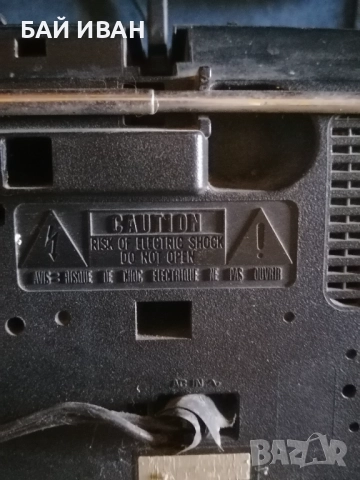 БАЙ ИВАН
CAUTION
RISK OF ELECTRIC SHOCK
DO NOT OPEN
AVIS: RISQUE DE CHOC ELECTRIQUE NE PAS OUVRIR
AC IN
BAZAR